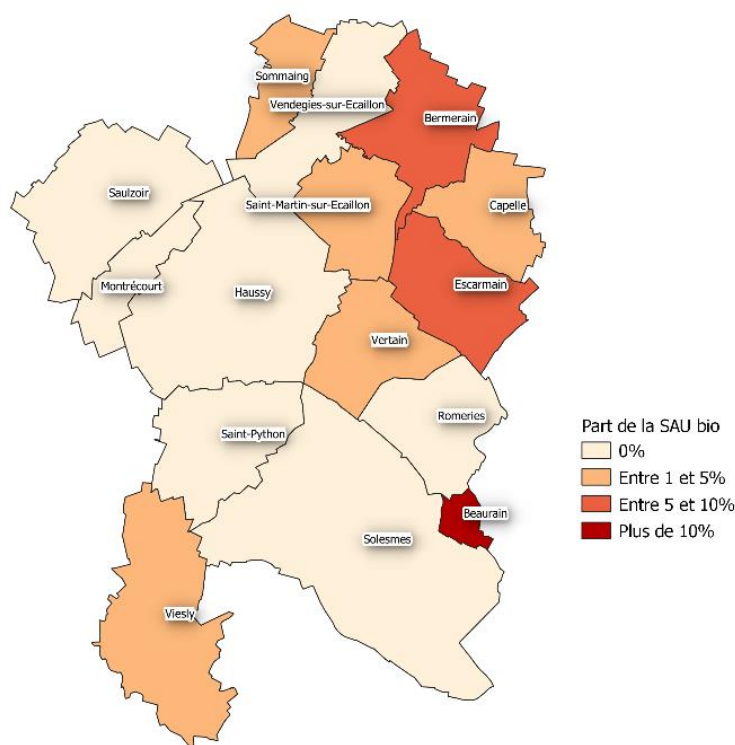 Sommaing
Vendegies-sur-Ecaillon
Bermerain
Saulzoir
Saint-Martin-sur-Ecaillon
Capelle
Montrécourt
Haussy
Escarmain
Vertain
Romeries
Saint-Python
Beaurain
Solesmes
Viesly
Part de la SAU bio
0%
Entre 1 et 5%
Entre 5 et 10%
Plus de 10%